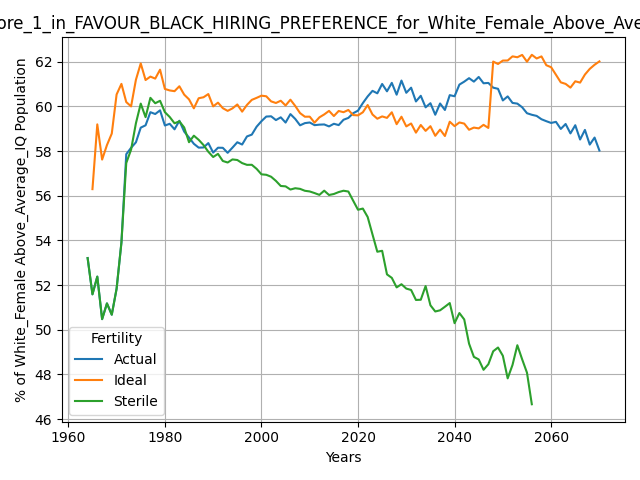 ore_1_in_FAVOUR_BLACK_HIRING_PREFERENCE_for_White_Female_Above_Ave
% of White_Female Above_Average_IQ Population
62
60
58
56
54
52
50
48
46
Fertility
Actual
Ideal
Sterile
1960 1980 2000 2020 2040 2060
Years